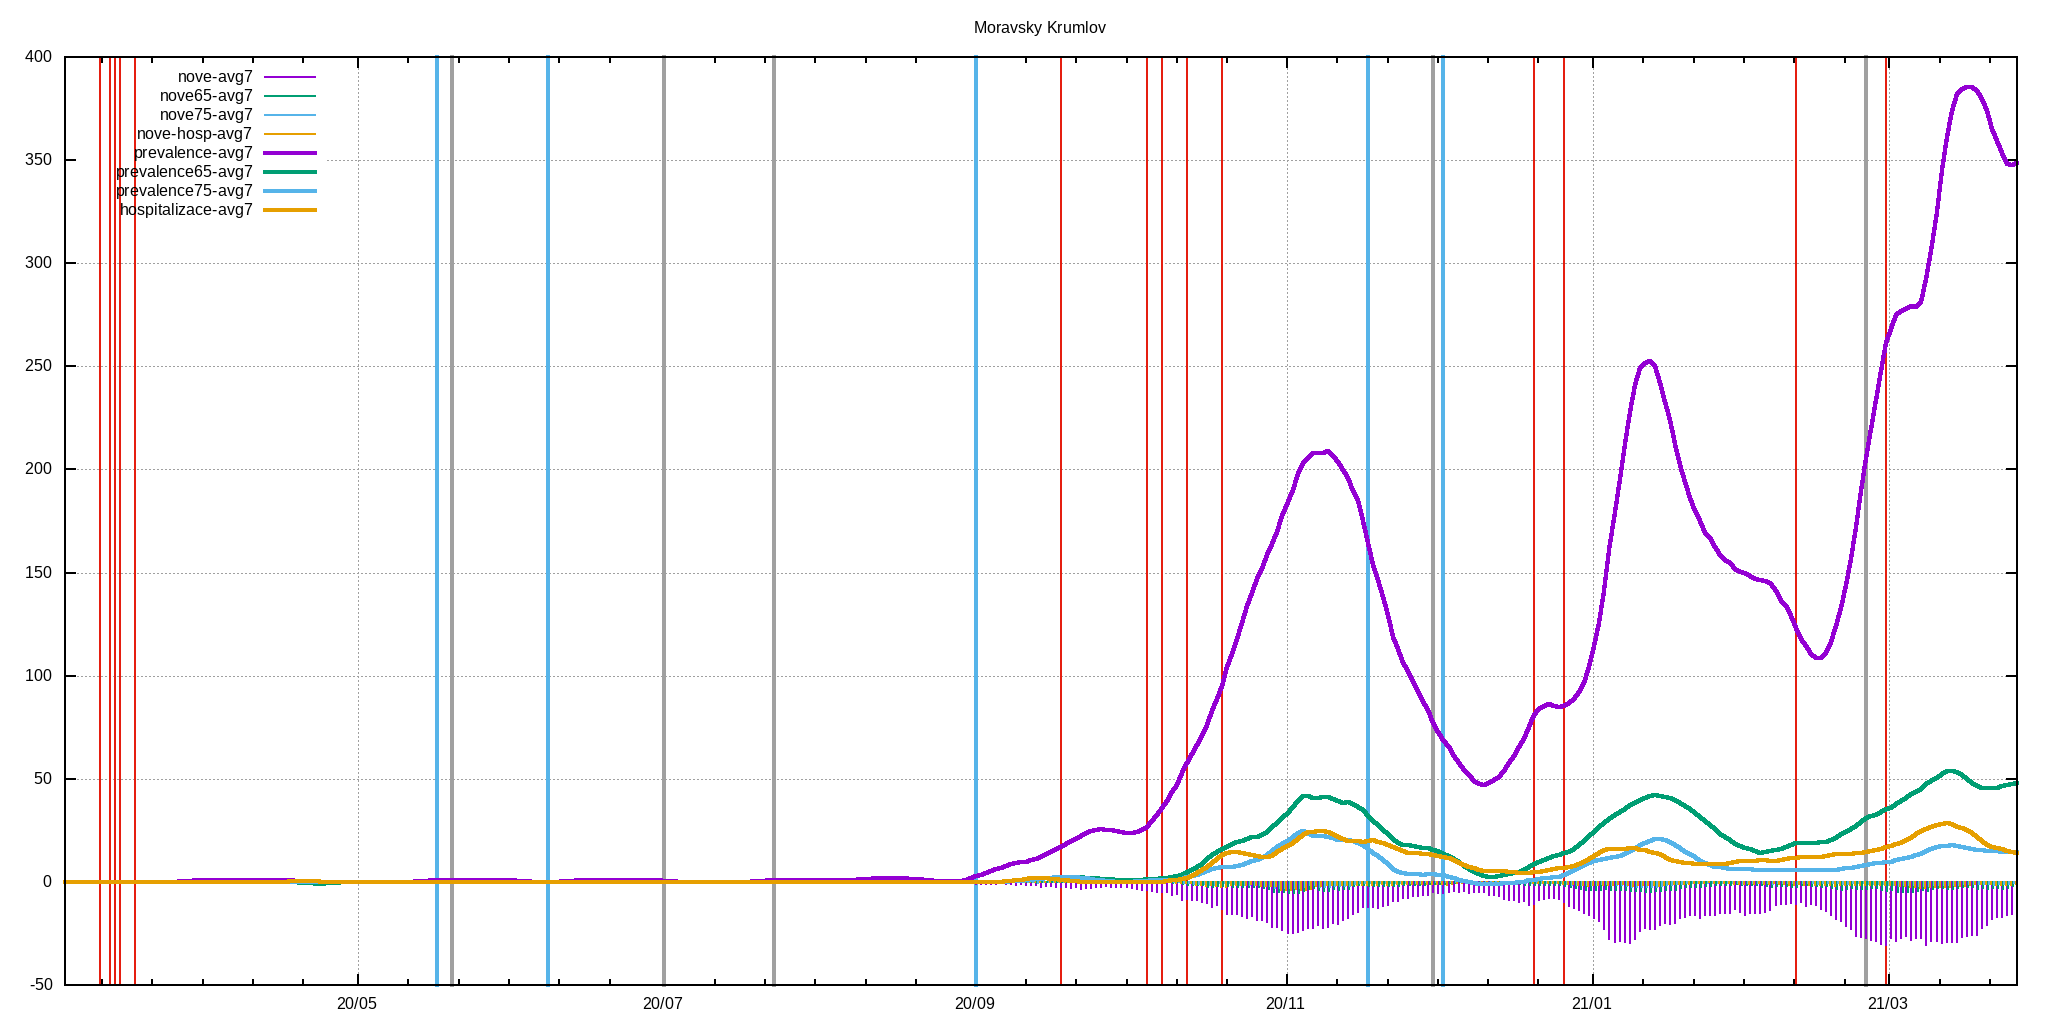 Moravsky Krumlov
400
350
300
250
200
150
100
50
0
-50
nove-avg7
nove65-avg7
nove75-avg7
nove-hosp-avg7
prevalence-avg7
prevalence65-avg7
prevalence75-avg7
hospitalizace-avg7
20/05
20/07
20/09
20/11
21/01
21/03